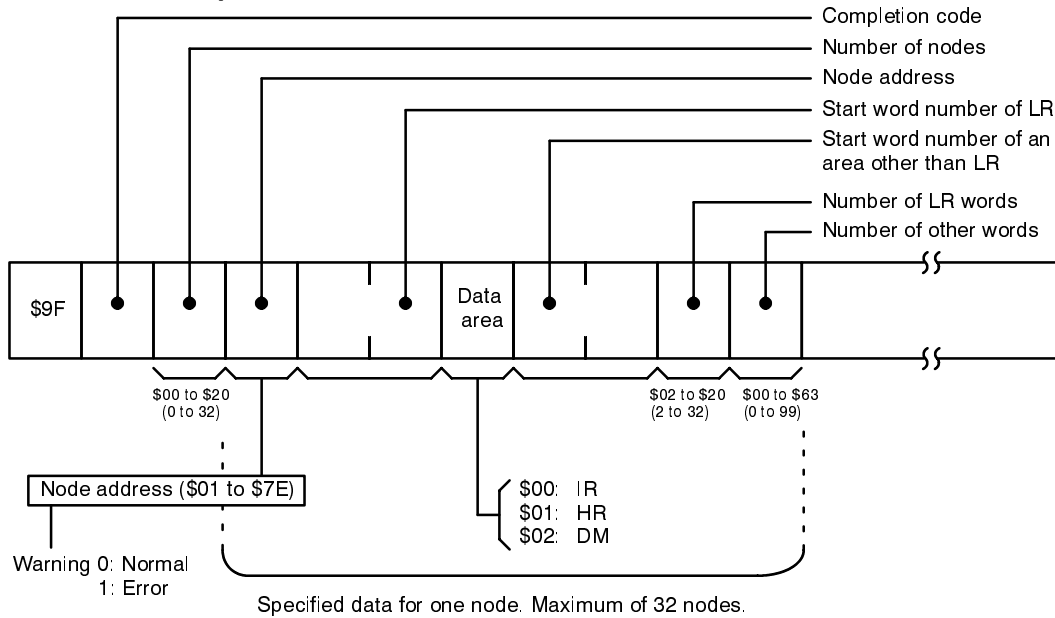 Completion code
Number of nodes
Node address
Start word number of LR
Start word number of an
area other than LR
Number of LR words
Number of other words
$9F
Data
area
$00 to $20
(0 to 32)
$02 to $20
(2 to 32)
$00 to $63
(0 to 99)
Node address ($01 to $7E)
$00: IR
$01: HR
$02: DM
Warning 0: Normal
1: Error
Specified data for one node. Maximum of 32 nodes.